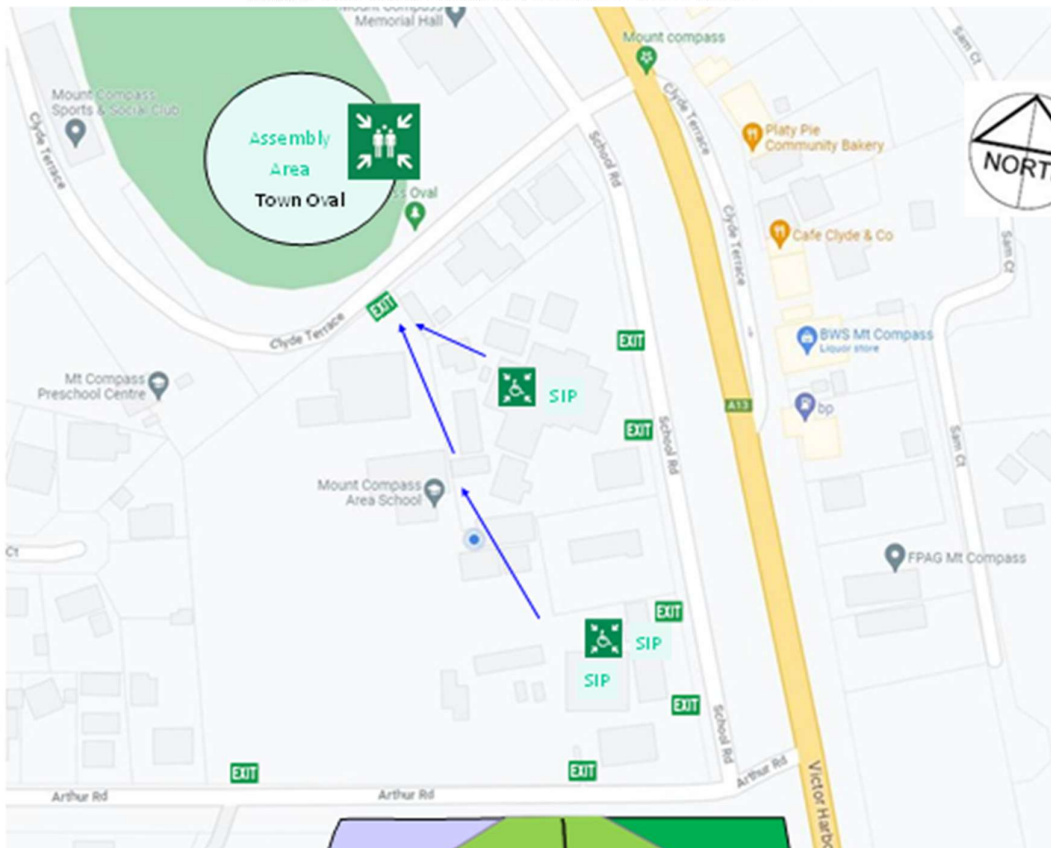 Mount Compass
Memorial Hall
Mount compass
Sam Ct
Mount Compass
Sports & Social Club
Clyde Terrace
Assembly
Area
Town Oval
ss Oval
Clyde Terrace
School Rd
Platy Pie
Community Bakery
NORTH
Clyde Terrace
Cafe Clyde & Co
Sam Ct
EXIT
Clyde Terrace
EXIT
BWS Mt Compass
Liquor store
Mt Compass
Preschool Centre
SIP
A13
bp
EXIT
School Rd
Sam Ct
Mount Compass
Area School
Ct
FPAG Mt Compass
EXIT
SIP
SIP
EXIT
School Rd
EXIT
EXIT
Arthur Rd
Arthur Rd
Arthur Rd
Victor Harbo